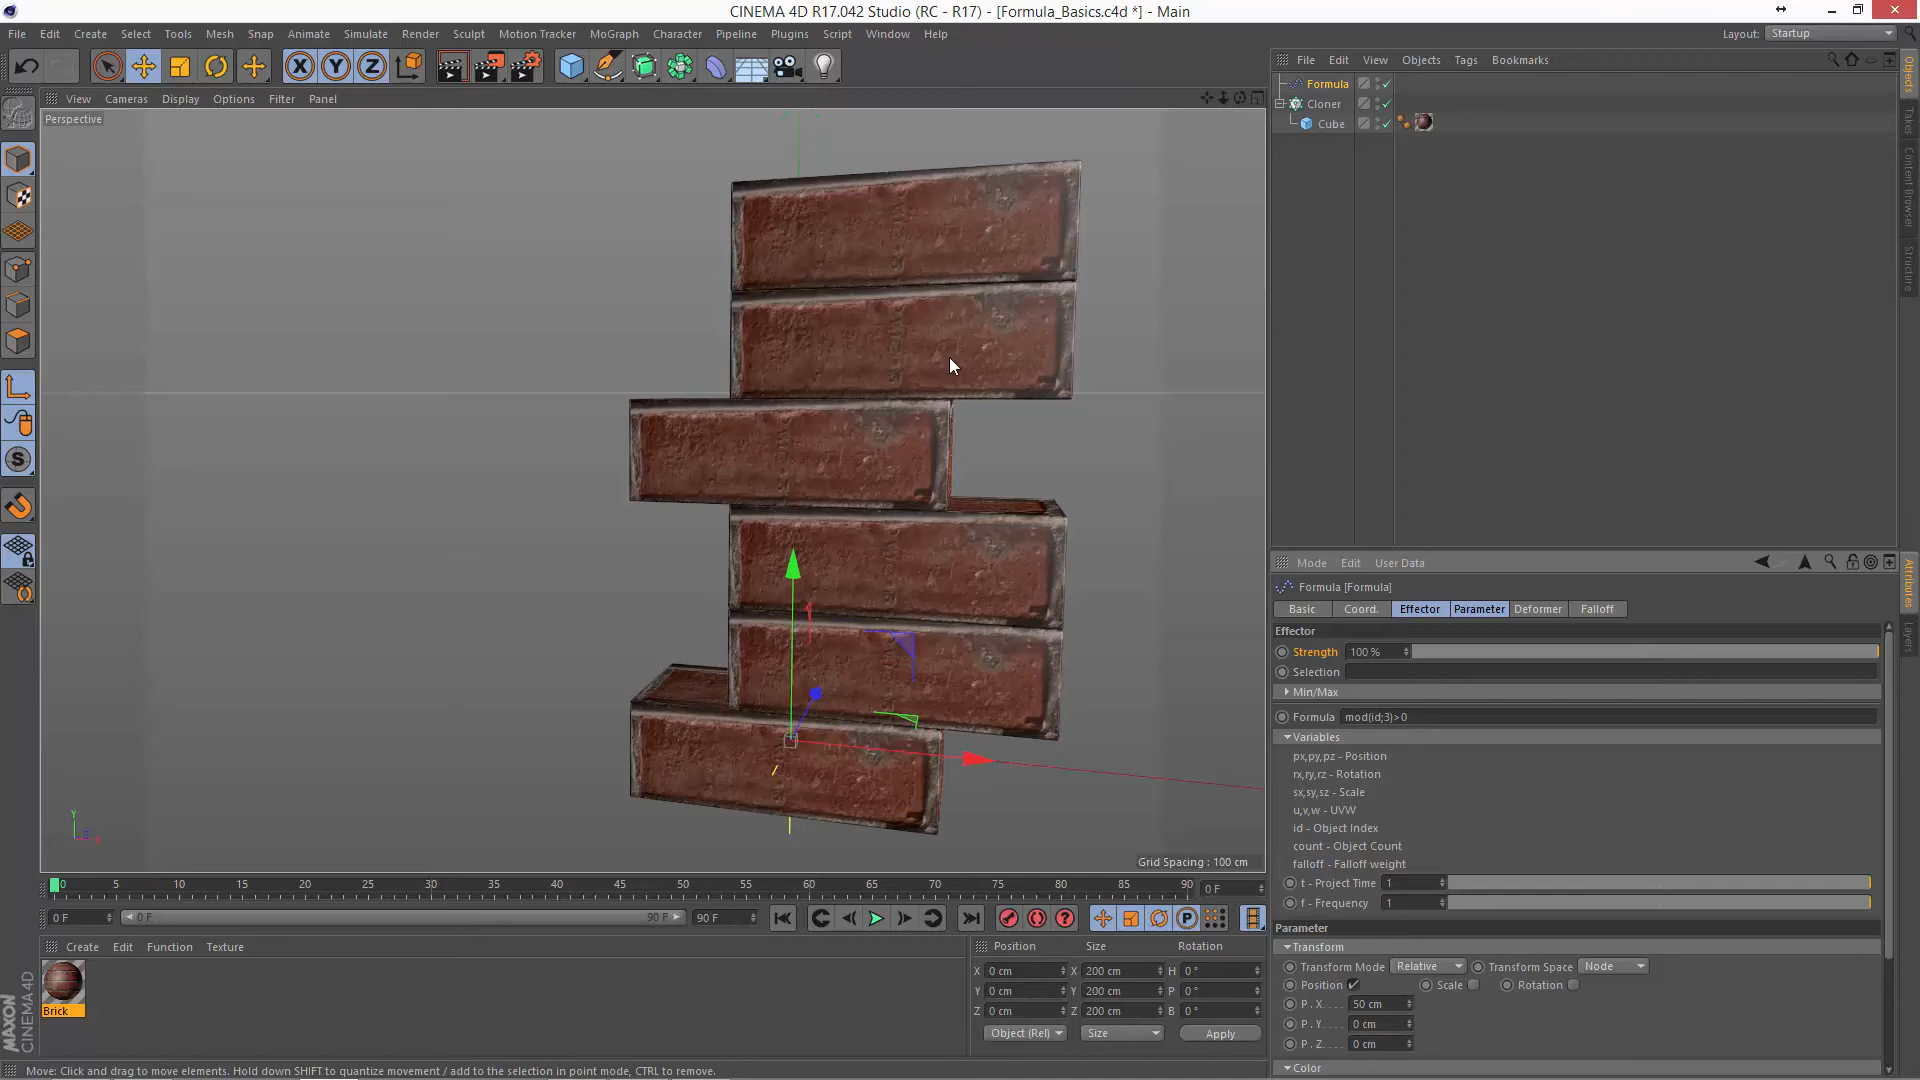 CINEMA 4D R17.042 Studio (RC - R17) - [Formula_Basics.c4d *] - Main
File Edit Create Select Tools Mesh Snap Animate Simulate Render Sculpt Motion Tracker MoGraph Character Pipeline Plugins Script Window Help
Layout: Startup
X Y Z
File Edit View Objects Tags Bookmarks
View Cameras Display Options Filter Panel
Perspective
Formula
Cloner
Cube
Objects
Takes
Content Browser
Structure
S
Y
Z X
Grid Spacing : 100 cm
Mode Edit User Data
Formula [Formula]
Basic Coord. Effector Parameter Deformer Falloff
Effector
Strength 100 %
Selection
Min/Max
Formula mod(id;3)>0
Variables
px,py,pz - Position
rx,ry,rz - Rotation
sx,sy,sz - Scale
u,v,w - UVW
id - Object Index
count - Object Count
falloff - Falloff weight
t - Project Time 1
f - Frequency 1
Parameter
Transform
Transform Mode Relative Transform Space Node
Position Scale Rotation
P . X. . . . 50 cm
P . Y. . . . 0 cm
P . Z. . . . 0 cm
Color
Attributes
Layers
0 5 10 15 20 25 30 35 40 45 50 55 60 65 70 75 80 85 90 0 F
0 F 0 F 90 F 90 F
P
Create Edit Function Texture
Brick
Position Size Rotation
X 0 cm X 200 cm H 0 °
Y 0 cm Y 200 cm P 0 °
Z 0 cm Z 200 cm B 0 °
Object (Rel) Size Apply
MAXON
CINEMA 4D
Move: Click and drag to move elements. Hold down SHIFT to quantize movement / add to the selection in point mode, CTRL to remove.